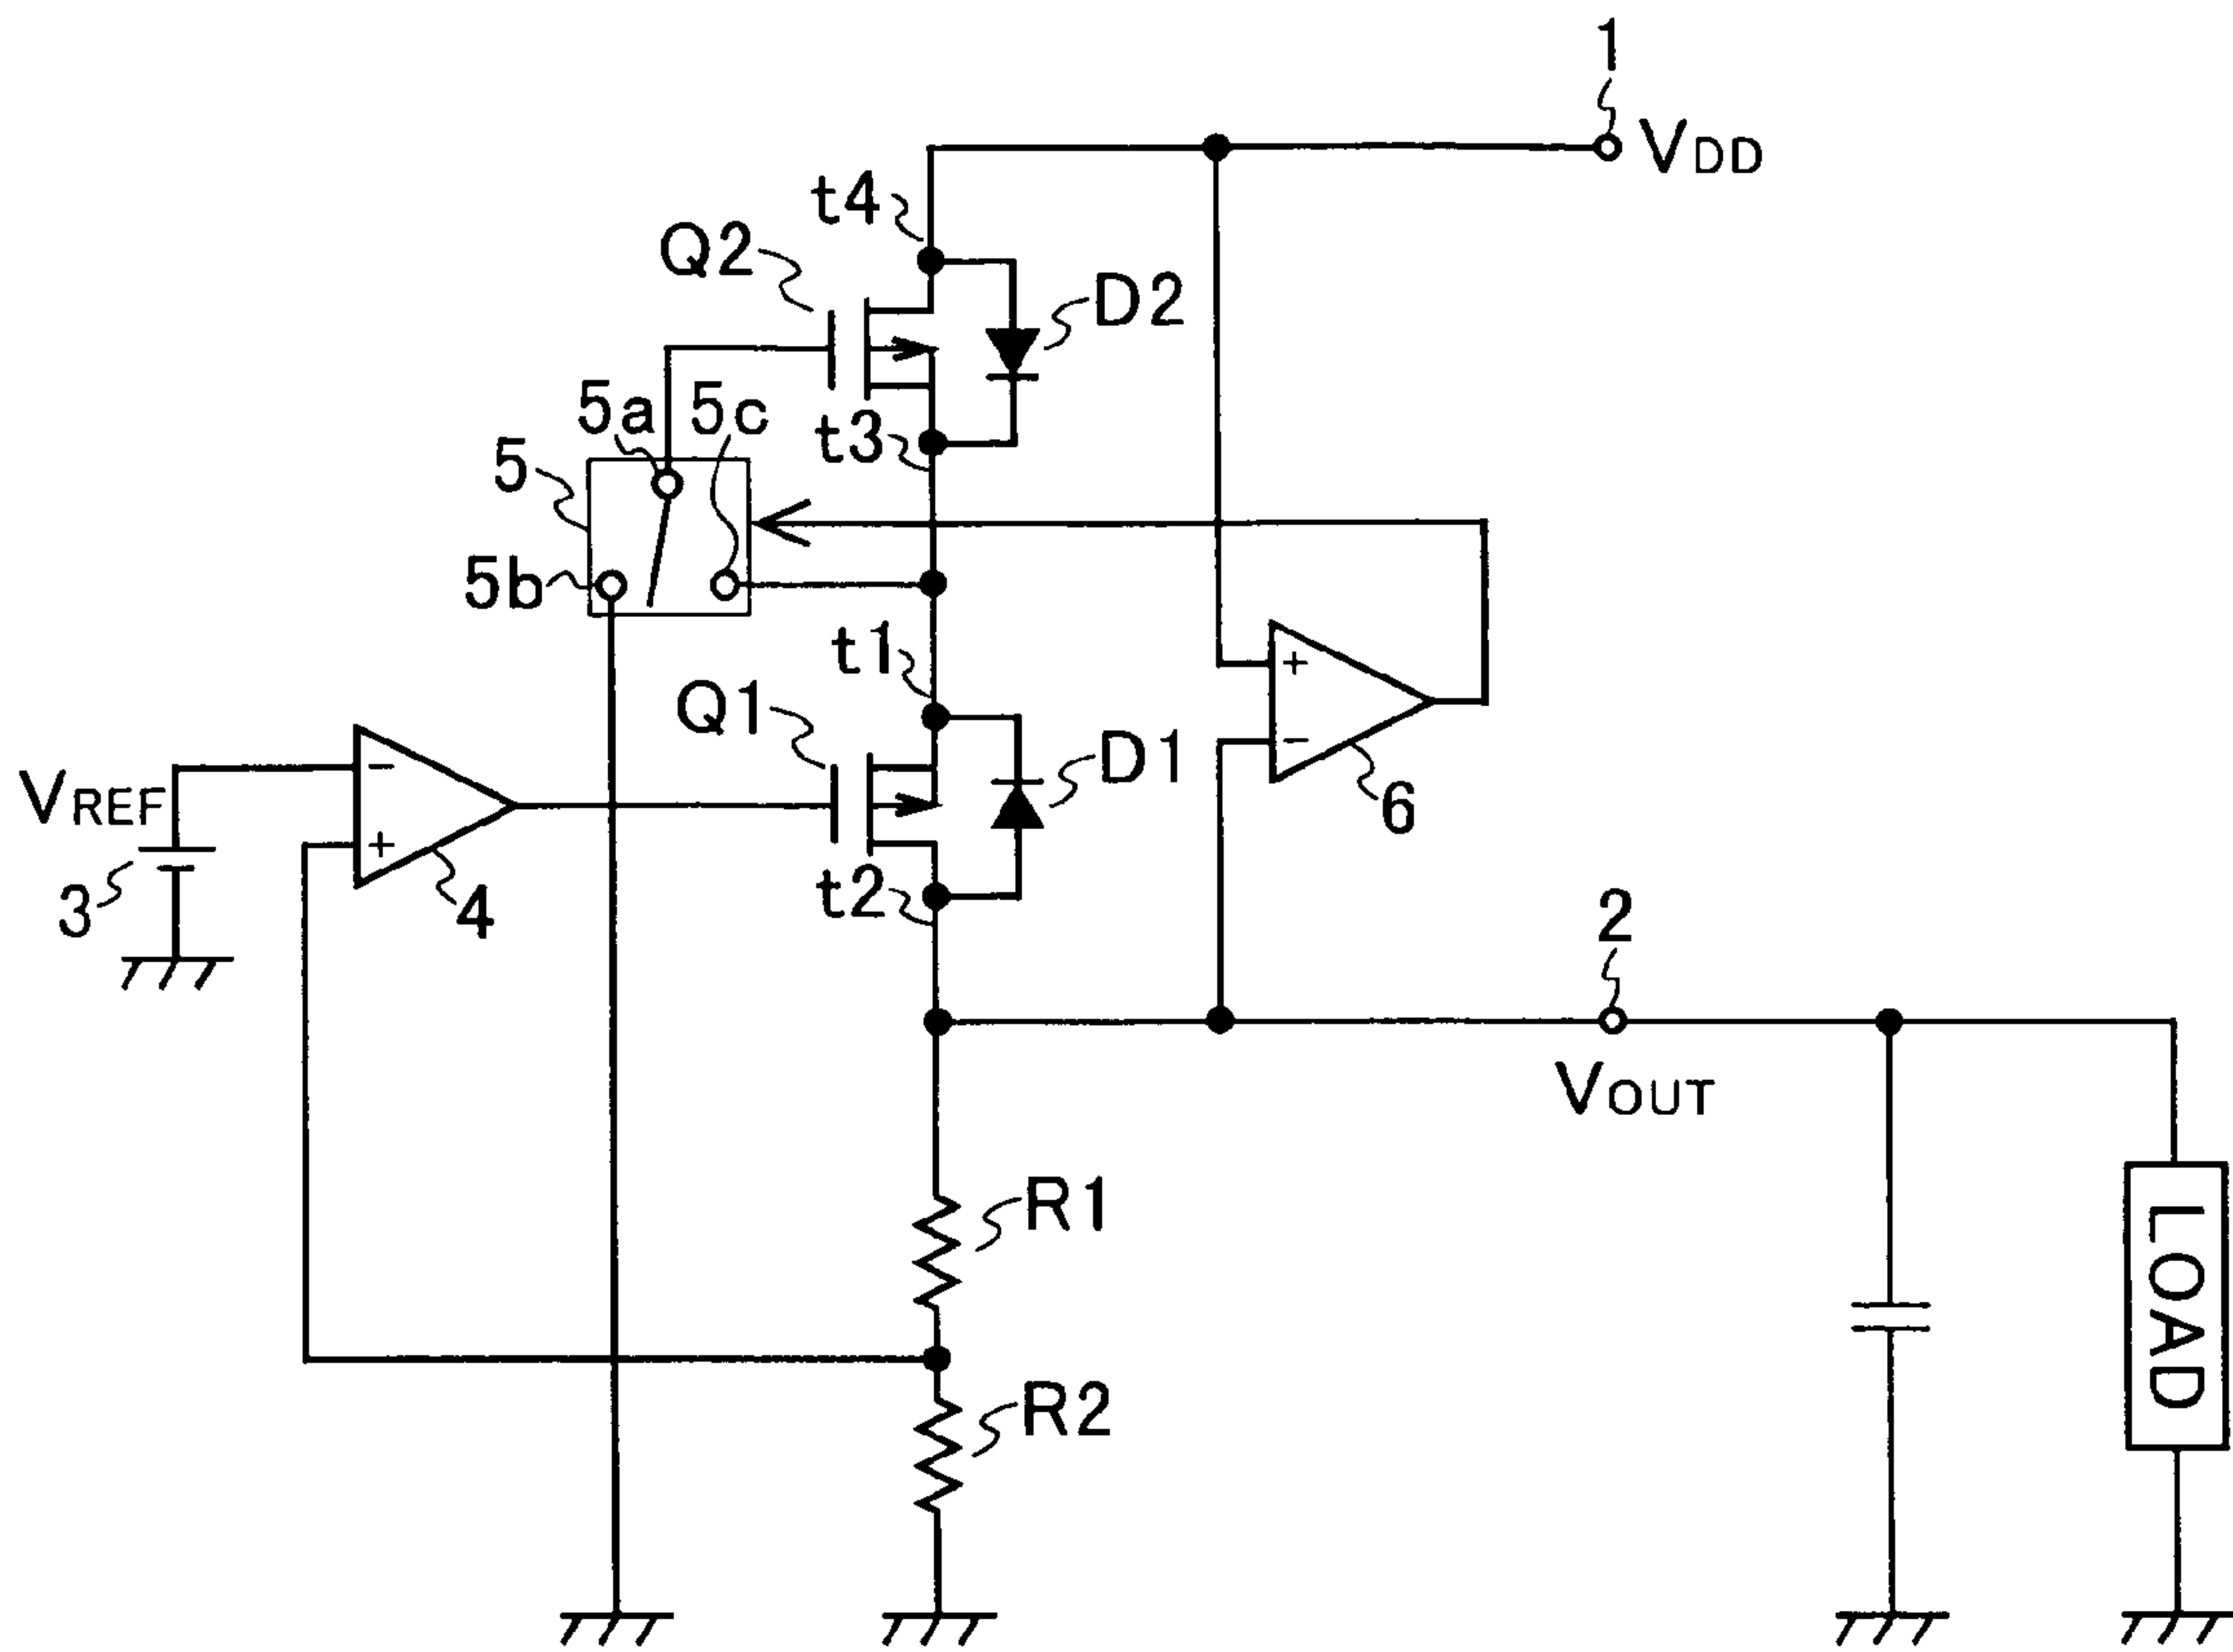 1
VDD
t4
Q2
D2
5a
5c
t3
5
5b
t1
+
Q1
D1
−
VREF
−
6
+
3
4
t2
2
VOUT
R1
LOAD
R2